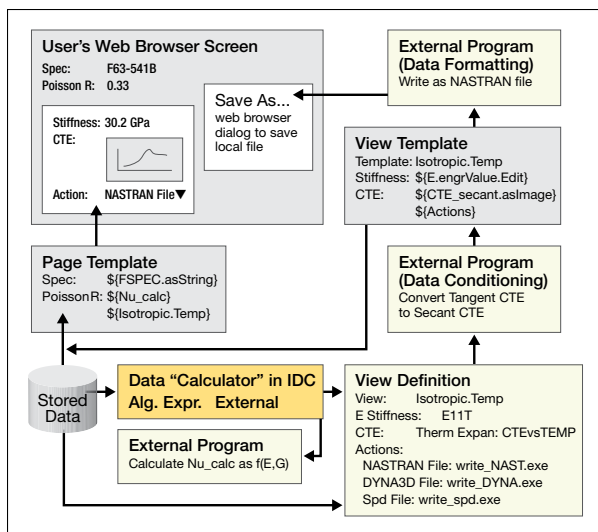 User's Web Browser Screen
Spec: F63-541B
Poisson R: 0.33
Stiffness: 30.2 GPa
CTE:
Action: NASTRAN File▼
Save As...
web browser
dialog to save
local file
External Program
(Data Formatting)
Write as NASTRAN file
View Template
Template: Isotropic.Temp
Stiffness: ${E.engrValue.Edit}
CTE: ${CTE_secant.asImage}
${Actions}
Page Template
Spec: ${FSPEC.asString}
PoissonR: ${Nu_calc}
${Isotropic.Temp}
External Program
(Data Conditioning)
Convert Tangent CTE
to Secant CTE
Stored
Data
Data “Calculator” in IDC
Alg. Expr. External
External Program
Calculate Nu_calc as f(E,G)
View Definition
View: Isotropic.Temp
E Stiffness: E11T
CTE: Therm Expan: CTEvsTEMP
Actions:
NASTRAN File: write_NAST.exe
DYNA3D File: write_DYNA.exe
Spd File: write_spd.exe